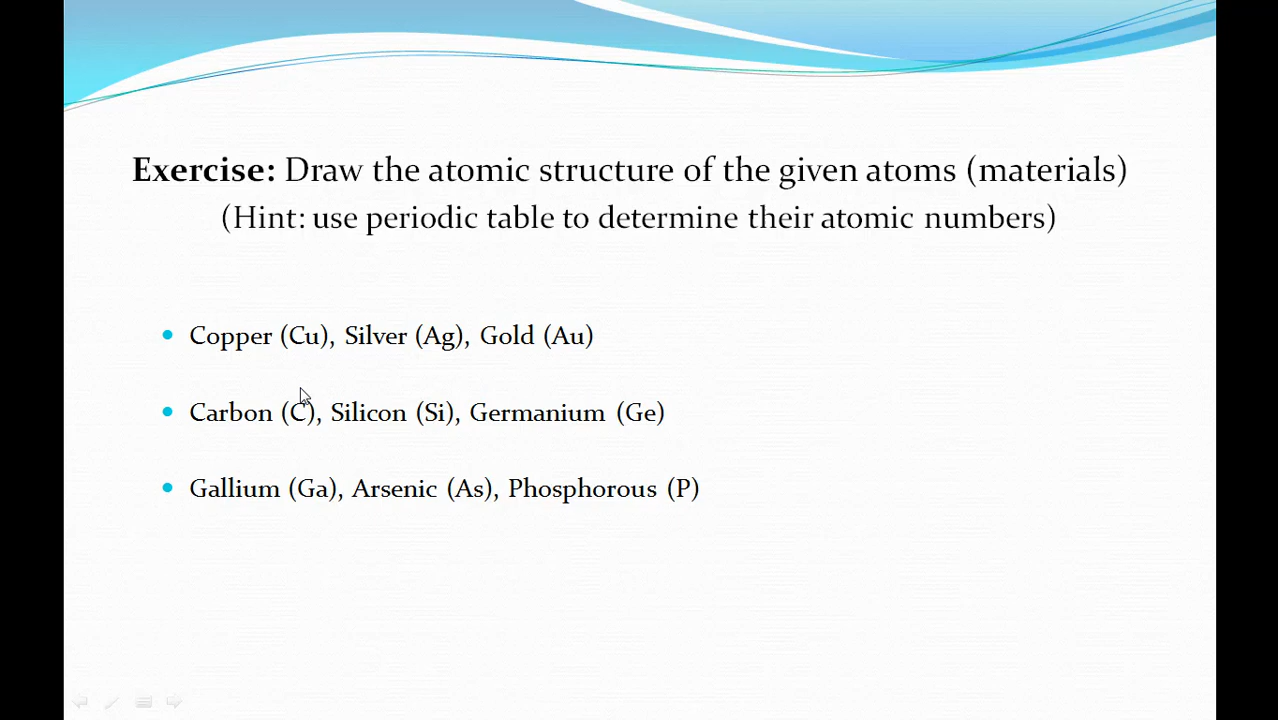 Exercise: Draw the atomic structure of the given atoms (materials)
(Hint: use periodic table to determine their atomic numbers)
• Copper (Cu), Silver (Ag), Gold (Au)
• Carbon (C), Silicon (Si), Germanium (Ge)
• Gallium (Ga), Arsenic (As), Phosphorous (P)